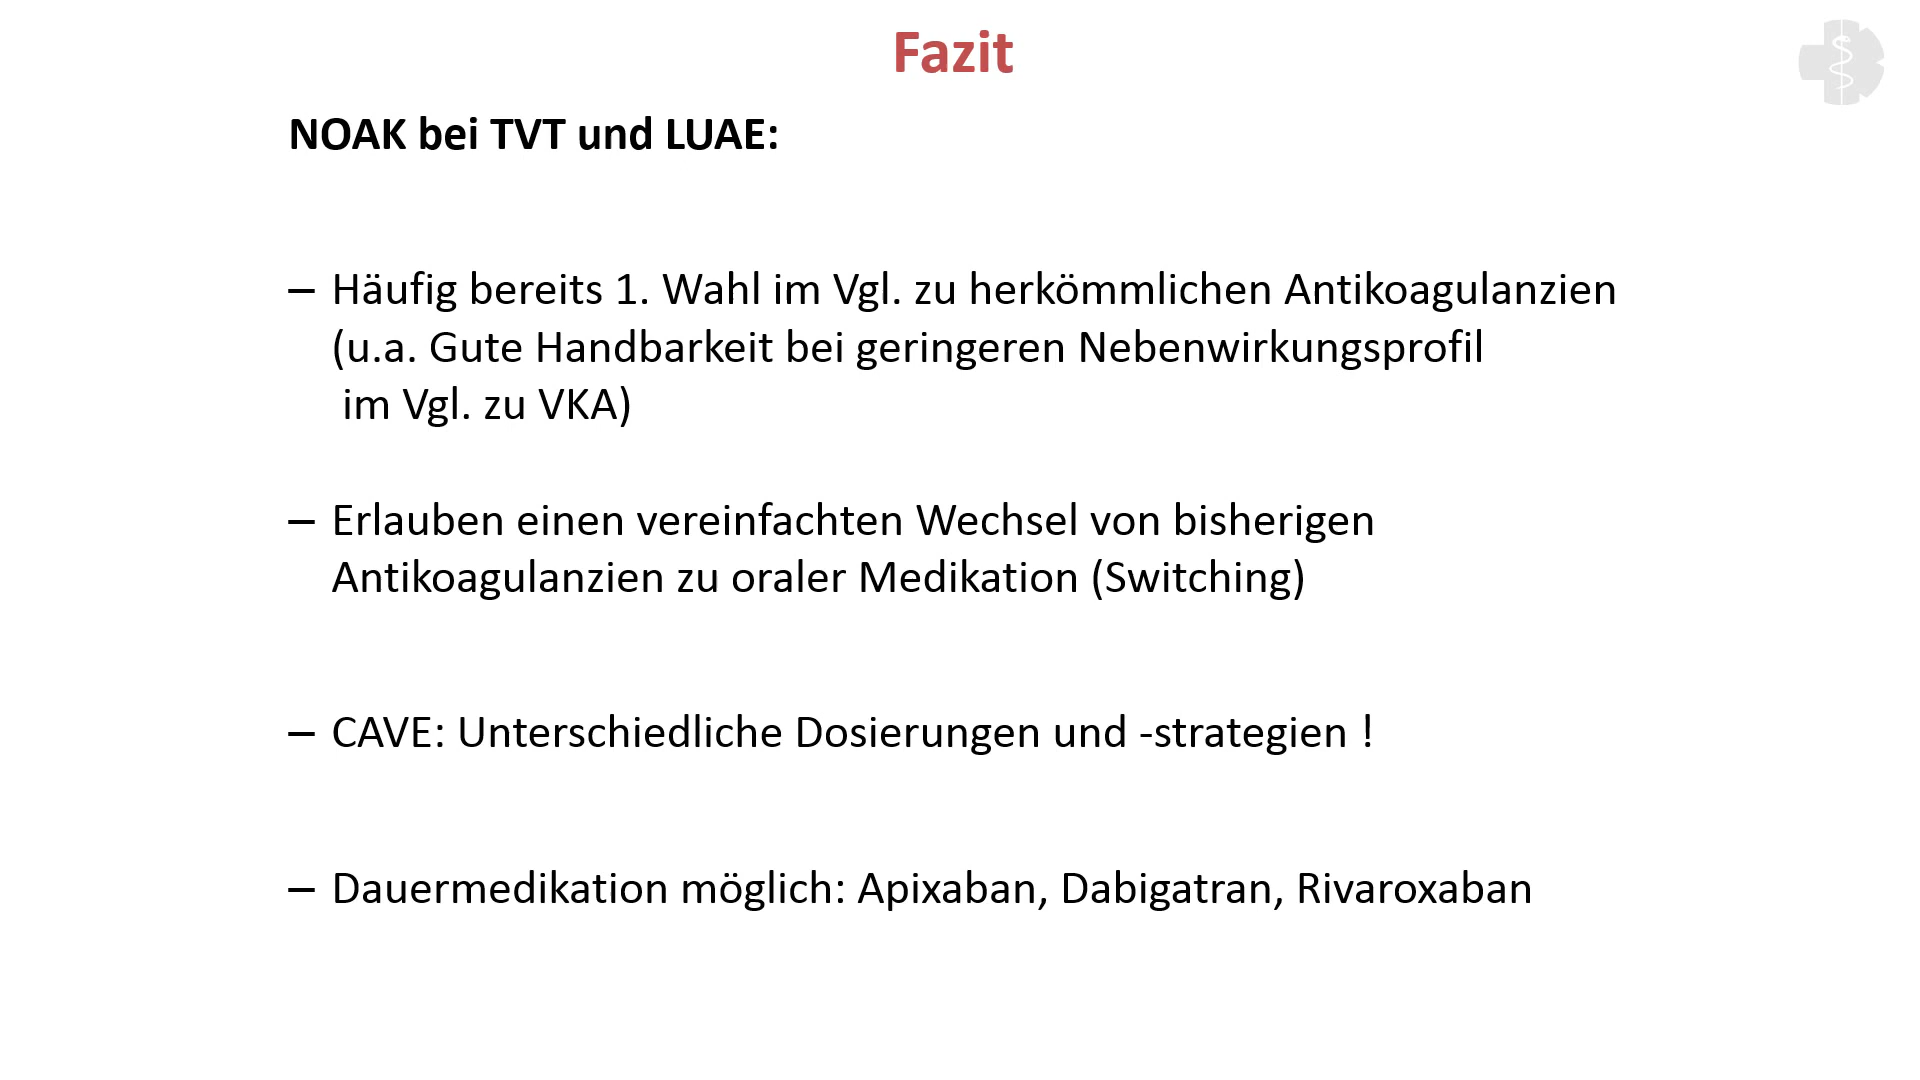 Fazit
NOAK bei TVT und LUAE:
– Häufig bereits 1. Wahl im Vgl. zu herkömmlichen Antikoagulanzien
(u.a. Gute Handbarkeit bei geringeren Nebenwirkungsprofil
im Vgl. zu VKA)
– Erlauben einen vereinfachten Wechsel von bisherigen
Antikoagulanzien zu oraler Medikation (Switching)
– CAVE: Unterschiedliche Dosierungen und -strategien !
– Dauermedikation möglich: Apixaban, Dabigatran, Rivaroxaban